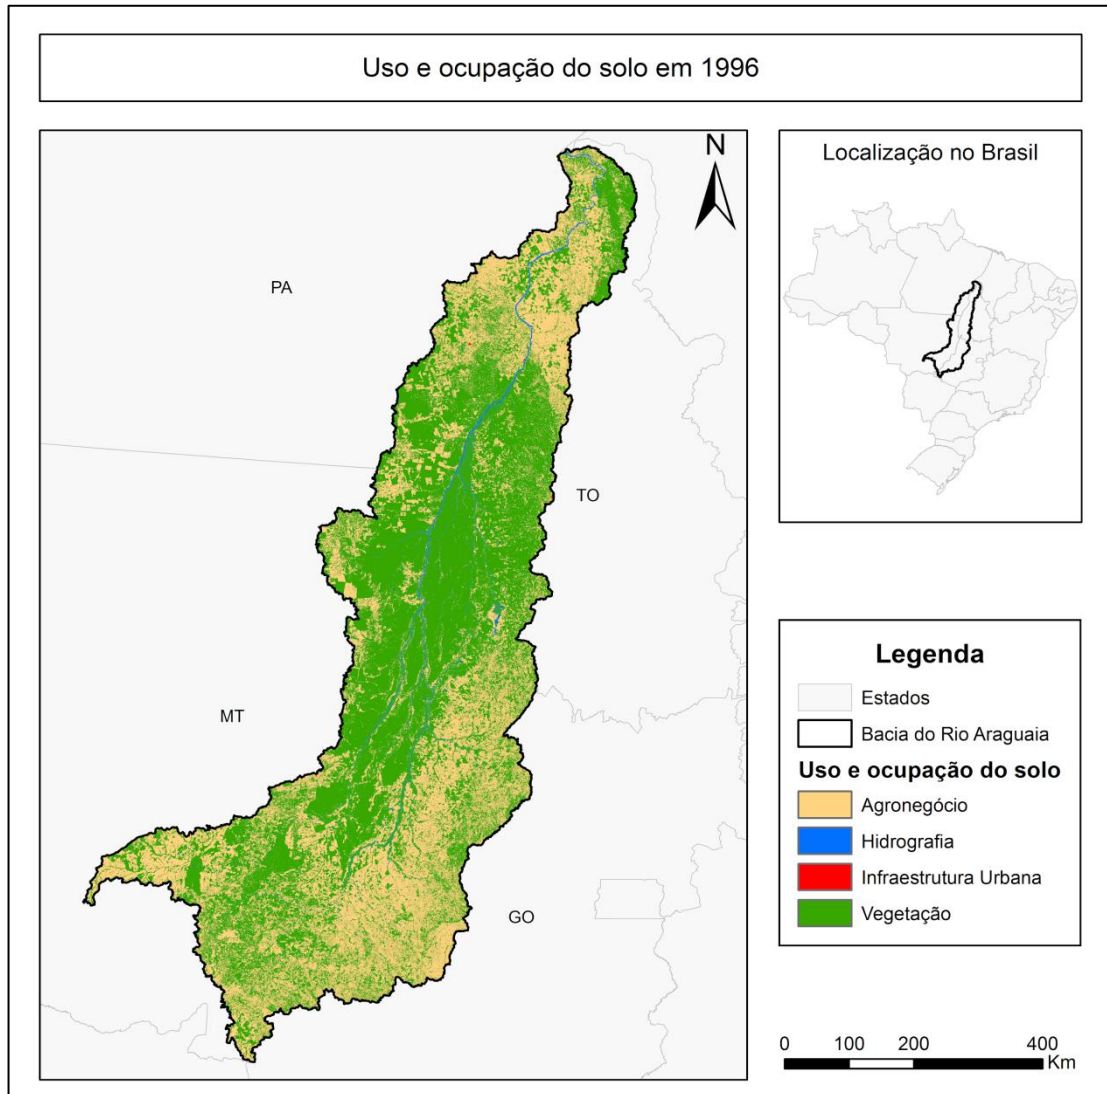 Uso e ocupação do solo em 1996
N
PA
TO
MT
GO
Localização no Brasil
Legenda
Estados
Bacia do Rio Araguaia
Uso e ocupação do solo
Agronegócio
Hidrografia
Infraestrutura Urbana
Vegetação
0 100 200 400
Km